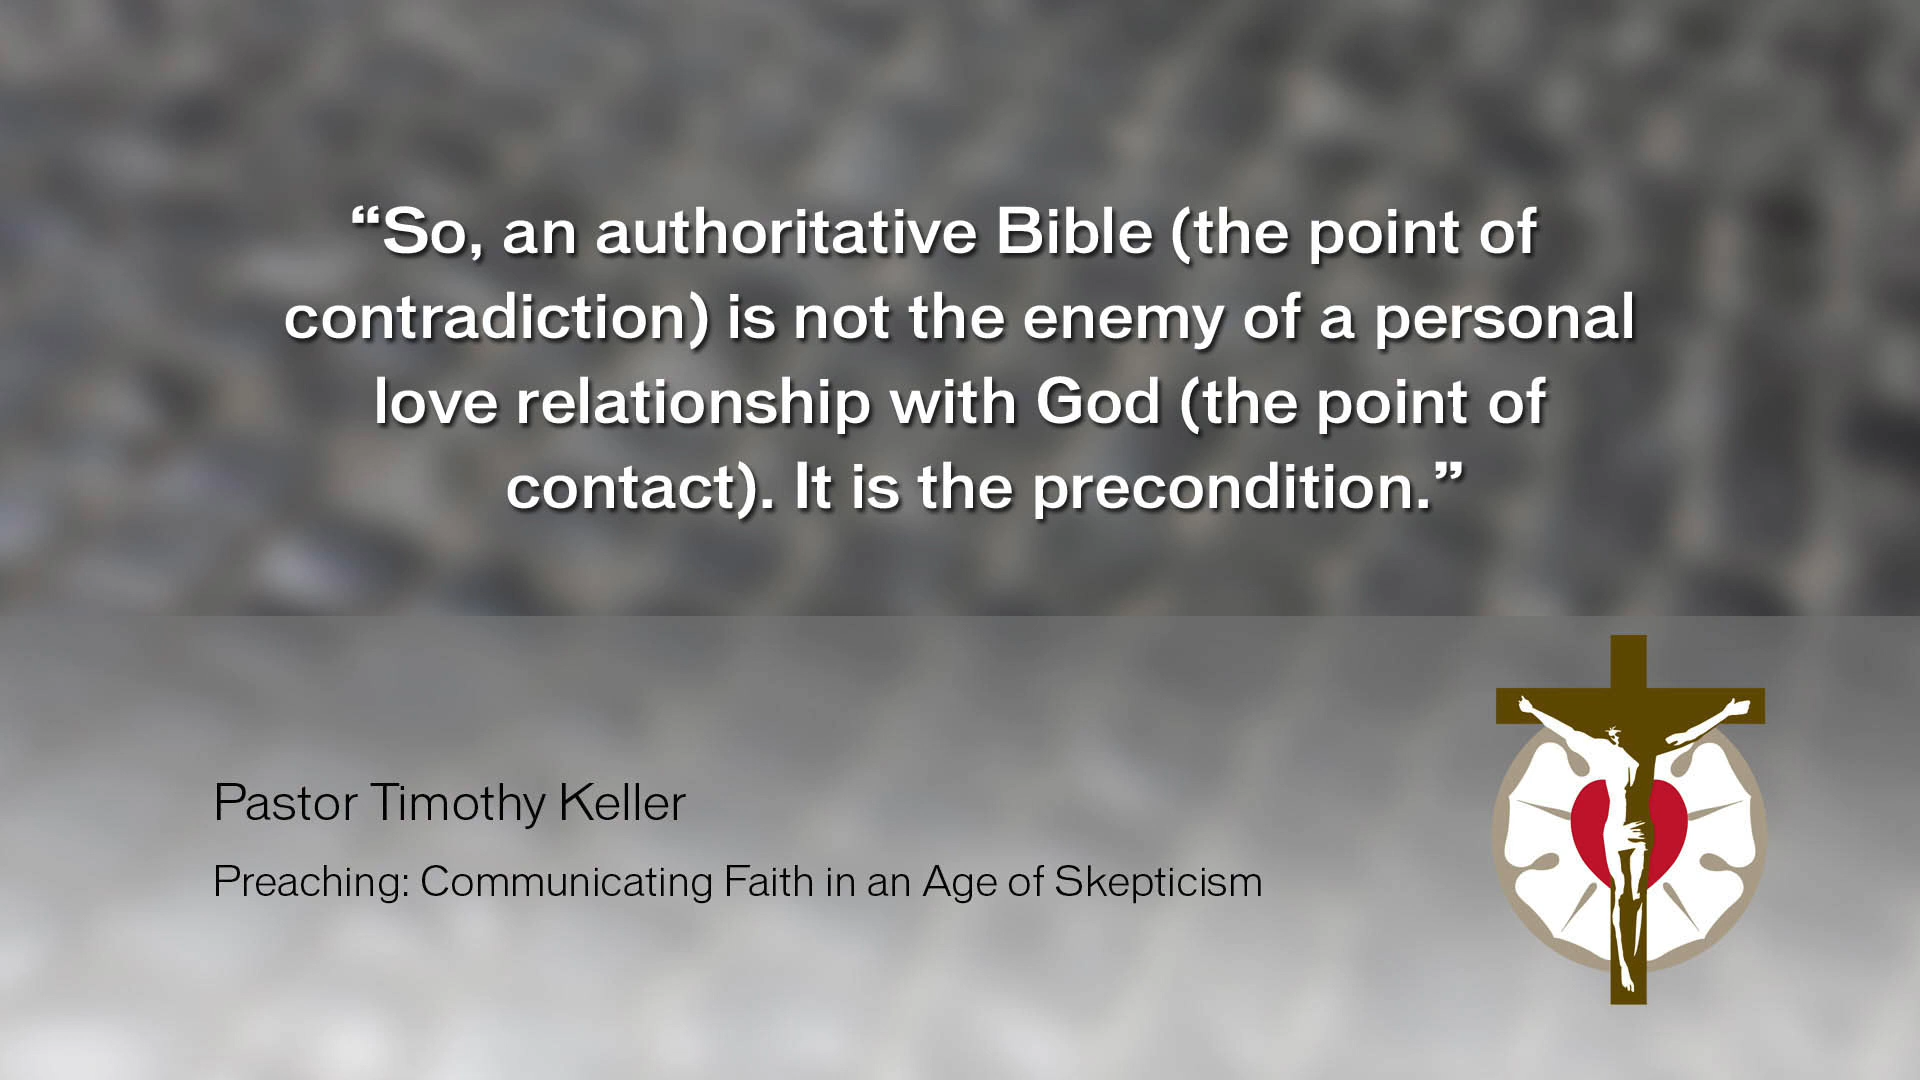 “So, an authoritative Bible (the point of
contradiction) is not the enemy of a personal
love relationship with God (the point of
contact). It is the precondition.”
Pastor Timothy Keller
Preaching: Communicating Faith in an Age of Skepticism